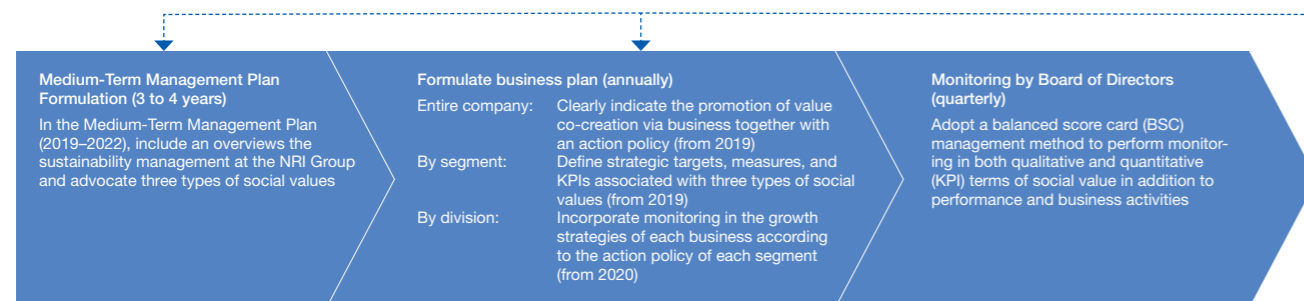 Medium-Term Management Plan
Formulation (3 to 4 years)
In the Medium-Term Management Plan
(2019–2022), include an overviews the
sustainability management at the NRI Group
and advocate three types of social values
Formulate business plan (annually)
Entire company: Clearly indicate the promotion of value
co-creation via business together with
an action policy (from 2019)
By segment: Define strategic targets, measures, and
KPIs associated with three types of social
values (from 2019)
By division: Incorporate monitoring in the growth
strategies of each business according
to the action policy of each segment
(from 2020)
Monitoring by Board of Directors
(quarterly)
Adopt a balanced score card (BSC)
management method to perform monitor-
ing in both qualitative and quantitative
(KPI) terms of social value in addition to
performance and business activities